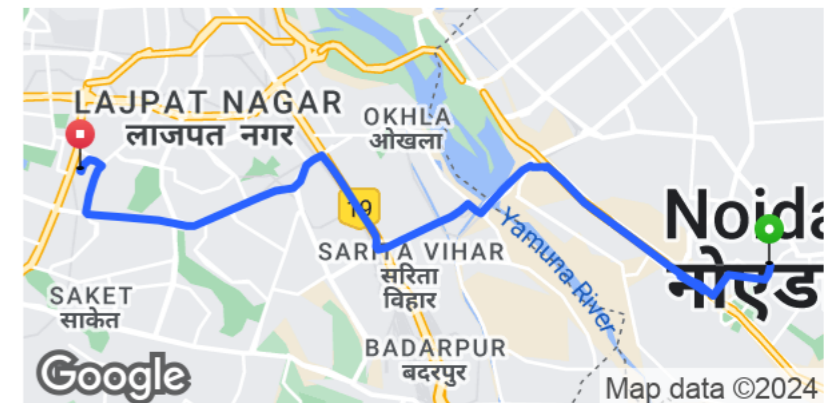 LAJPAT NAGAR
लाजपत नगर
OKHLA
ओखला
19
Noida
नोएड
SARITA VIHAR
सरिता
विहार
Yamuna River
SAKET
साकेत
BADARPUR
बदरपुर
Google
Map data ©2024